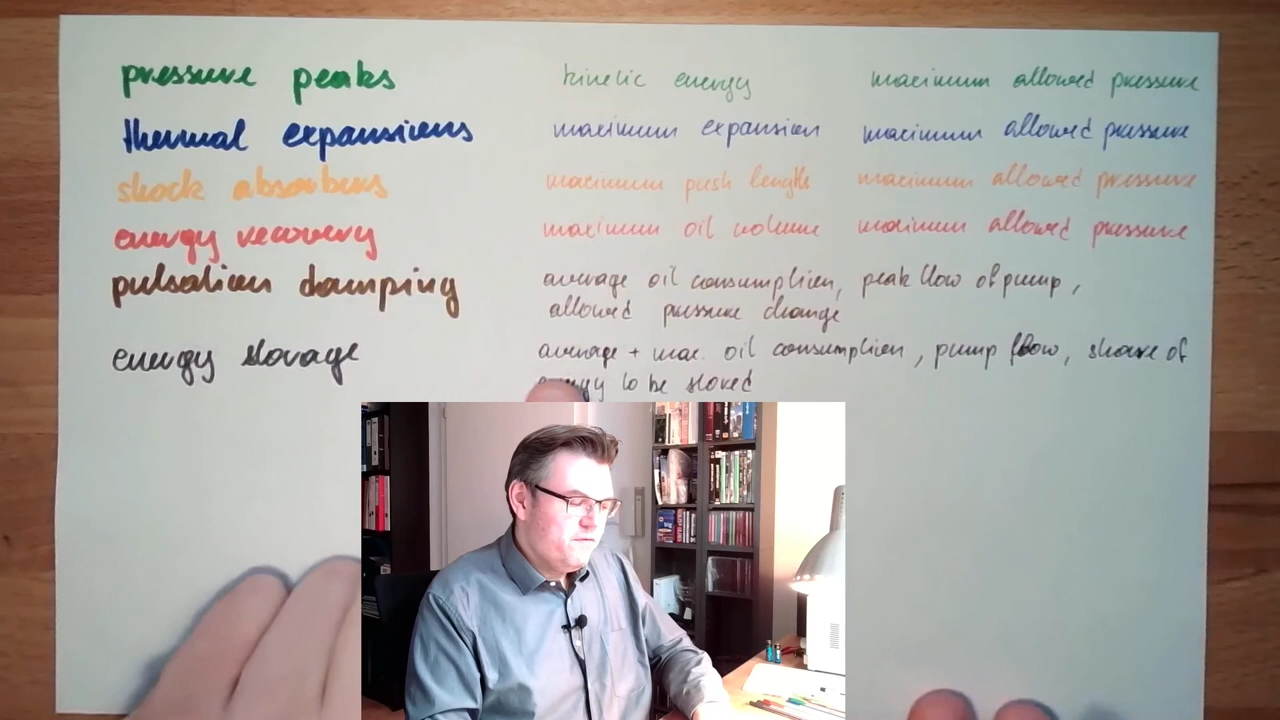 pressure peaks kinetic energy maximum allowed pressure
thermal expansions maximum expansion maximum allowed pressure
shock absorbers maximum push lengths maximum allowed pressure
energy recovery maximum oil volume maximum allowed pressure
pulsation damping average oil consumption, peak flow of pump,
allowed pressure change
energy storage average + max. oil consumption, pump flow, share of
energy to be stored